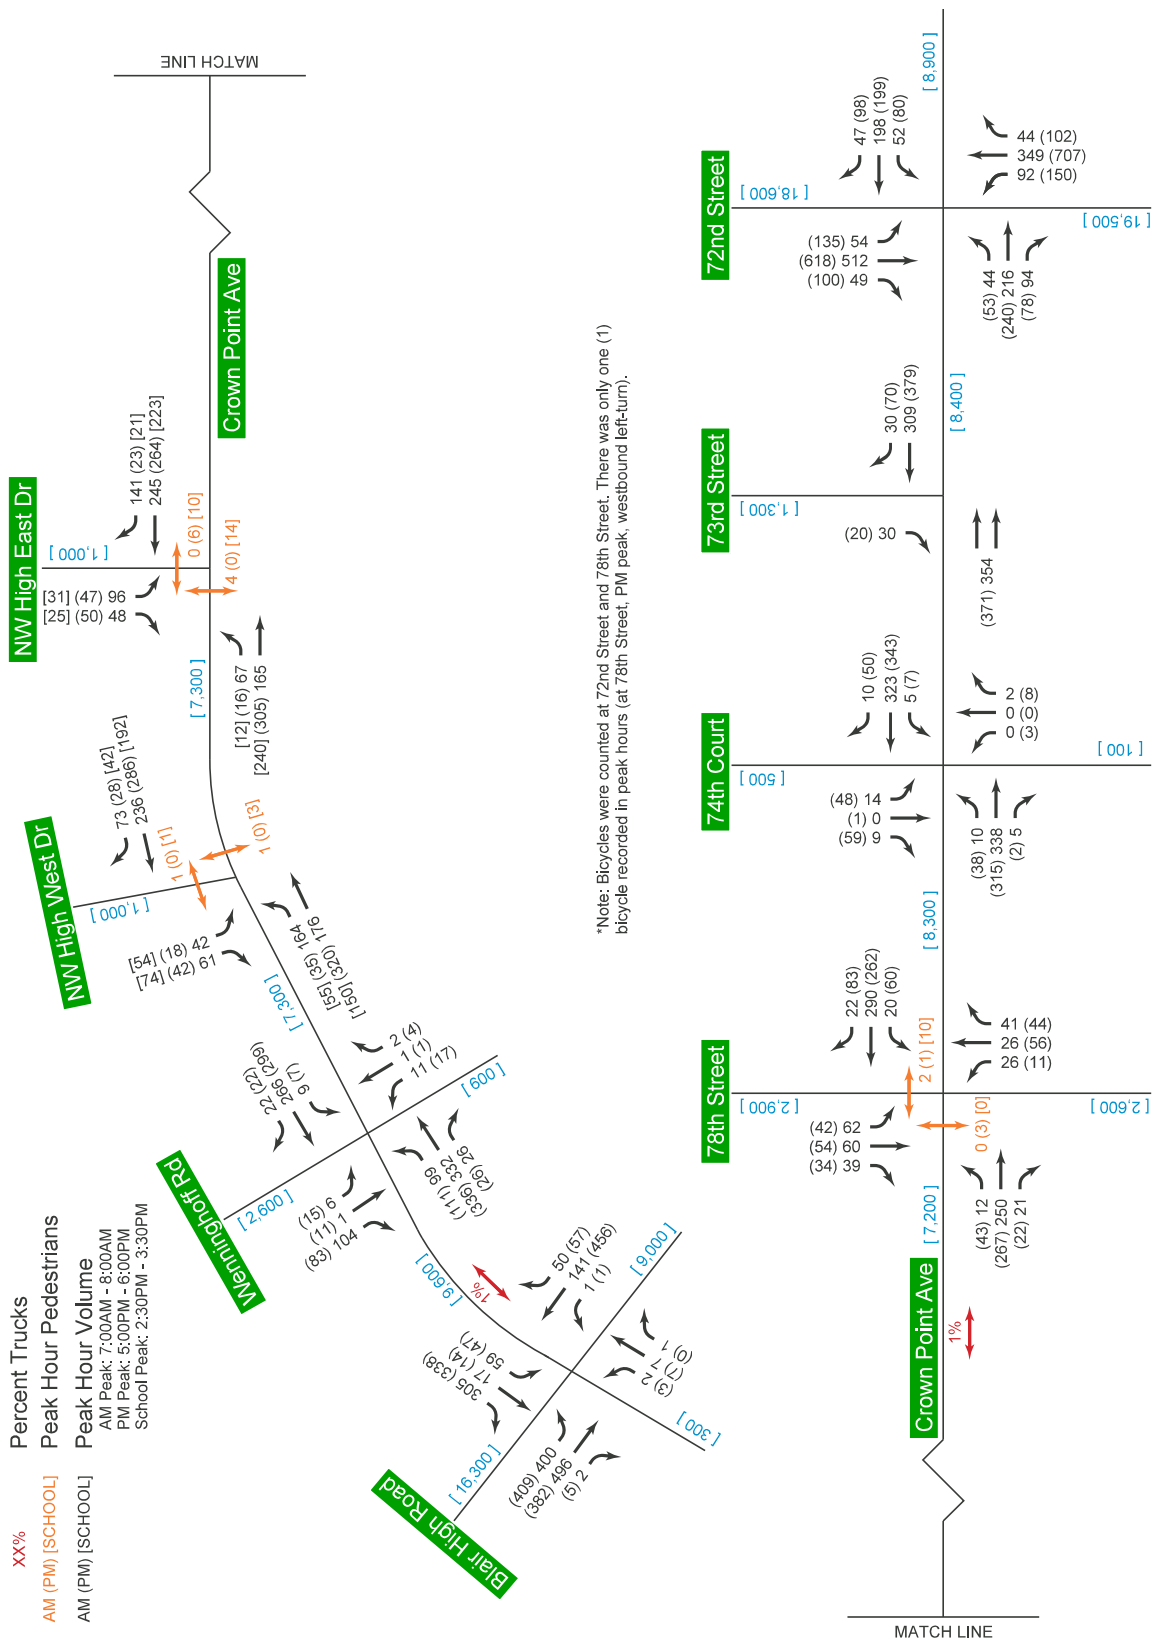 XX%
Percent Trucks
AM (PM) [SCHOOL]
Peak Hour Pedestrians
AM (PM) [SCHOOL]
Peak Hour Volume
AM Peak: 7:00AM - 8:00AM
PM Peak: 5:00PM - 6:00PM
School Peak: 2:30PM - 3:30PM
Blair High Road
[ 16,300 ]
305 (338)
17 (14)
59 (47)
50 (57)
141 (456)
1 (1)
[ 9,000 ]
(409) 400
(382) 496
(5) 2
(3) 2
(7) 7
(0) 1
[ 300 ]
1%
[ 9,600 ]
Wenninghoff Rd
[ 2,600 ]
(15) 6
(11) 1
(83) 104
22 (22)
266 (299)
9 (7)
(111) 99
(336) 332
(26) 26
2 (4)
1 (1)
11 (17)
[ 600 ]
[ 7,300 ]
NW High West Dr
[ 1,000 ]
[54] (18) 42
[74] (42) 61
73 (28) [42]
236 (286) [192]
1 (0) [1]
1 (0) [3]
[55] (35) 164
[150] (320) 176
[ 7,300 ]
NW High East Dr
[ 1,000 ]
[31] (47) 96
[25] (50) 48
141 (23) [21]
245 (264) [223]
0 (6) [10]
4 (0) [14]
[12] (16) 67
[240] (305) 165
Crown Point Ave
MATCH LINE
*Note: Bicycles were counted at 72nd Street and 78th Street. There was only one (1)
bicycle recorded in peak hours (at 78th Street, PM peak, westbound left-turn).
MATCH LINE
Crown Point Ave
1%
[ 7,200 ]
78th Street
[ 2,900 ]
(42) 62
(54) 60
(34) 39
22 (83)
290 (262)
20 (60)
2 (1) [10]
0 (3) [0]
(43) 12
(267) 250
(22) 21
41 (44)
26 (56)
26 (11)
[ 2,600 ]
[ 8,300 ]
74th Court
[ 500 ]
(48) 14
(1) 0
(59) 9
10 (50)
323 (343)
5 (7)
(38) 10
(315) 338
(2) 5
2 (8)
0 (0)
0 (3)
[ 100 ]
73rd Street
[ 1,300 ]
(20) 30
30 (70)
309 (379)
(371) 354
[ 8,400 ]
72nd Street
[ 18,600 ]
(135) 54
(618) 512
(100) 49
47 (98)
198 (199)
52 (80)
(53) 44
(240) 216
(78) 94
44 (102)
349 (707)
92 (150)
[ 19,500 ]
[ 8,900 ]